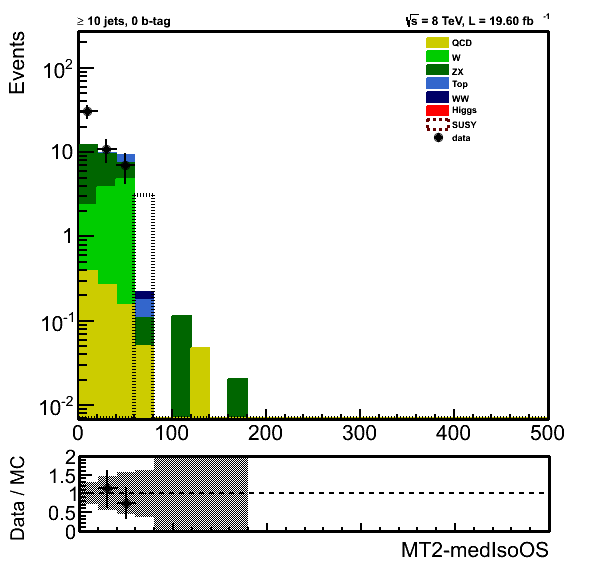 ≥ 10 jets, 0 b-tag
√s = 8 TeV, L = 19.60 fb⁻¹
Events
QCD
W
ZX
Top
WW
Higgs
SUSY
data
10²
10
1
10⁻¹
10⁻²
0 100 200 300 400 500
Data / MC
2
1.5
1
0.5
0
MT2-medIsoOS